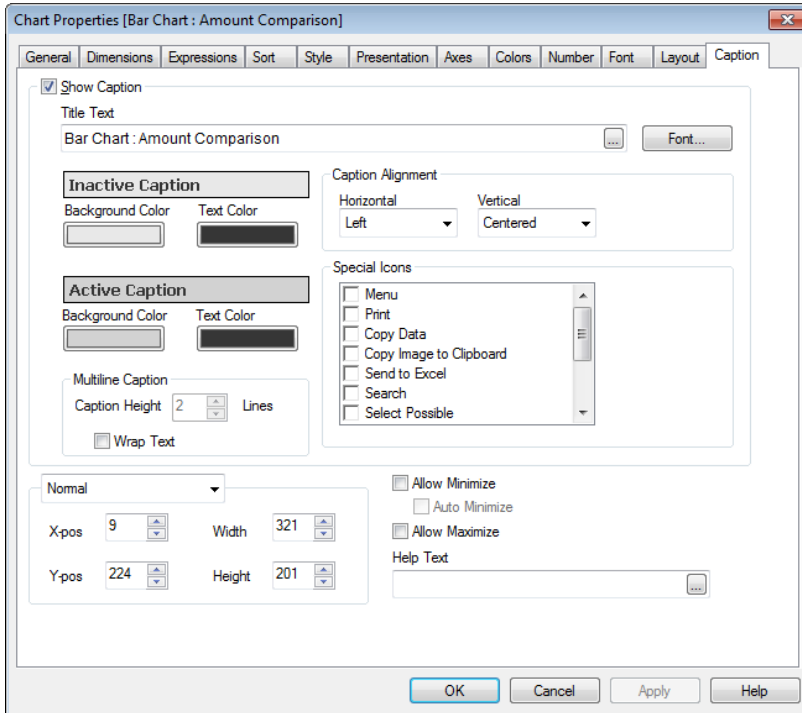 Chart Properties [Bar Chart : Amount Comparison]
General Dimensions Expressions Sort Style Presentation Axes Colors Number Font Layout Caption
Show Caption
Title Text
Bar Chart : Amount Comparison ... Font...
Inactive Caption
Background Color Text Color
Caption Alignment
Horizontal Vertical
Left Centered
Active Caption
Background Color Text Color
Special Icons
Menu
Print
Copy Data
Copy Image to Clipboard
Send to Excel
Search
Select Possible
Multiline Caption
Caption Height 2 Lines
Wrap Text
Normal
X-pos 9 Width 321
Y-pos 224 Height 201
Allow Minimize
Auto Minimize
Allow Maximize
Help Text
...
OK Cancel Apply Help